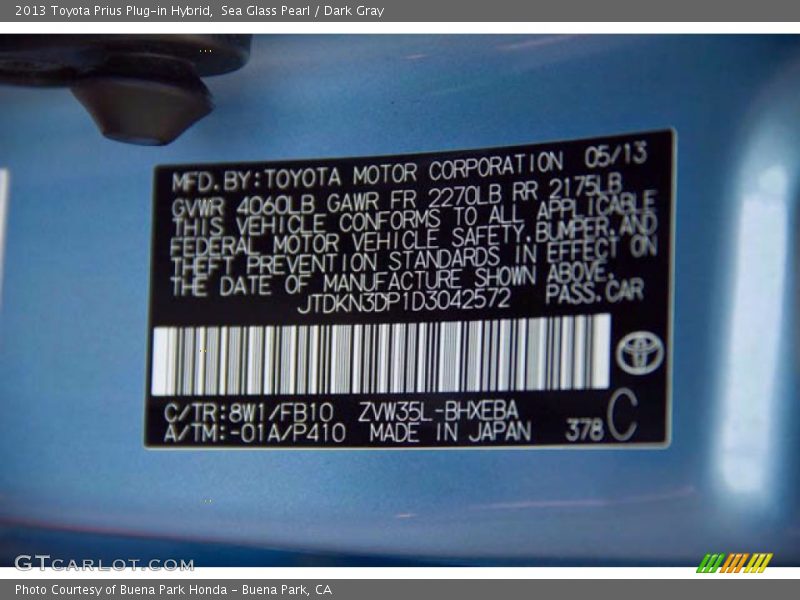 2013 Toyota Prius Plug-in Hybrid,  Sea Glass Pearl / Dark Gray
MFD. BY: TOYOTA MOTOR CORPORATION 05/13
GVWR 4060LB GAWR FR 2270LB RR 2175LB
THIS VEHICLE CONFORMS TO ALL APPLICABLE
FEDERAL MOTOR VEHICLE SAFETY, BUMPER, AND
THEFT PREVENTION STANDARDS IN EFFECT ON
THE DATE OF MANUFACTURE SHOWN ABOVE.
JTDKN3DP1D3042572 PASS. CAR
C/TR: 8W1/FB10 ZVW35L-BHXEBA
A/TM: -01A/P410 MADE IN JAPAN 378 C
GTCARLOT.COM
Photo Courtesy of Buena Park Honda - Buena Park, CA